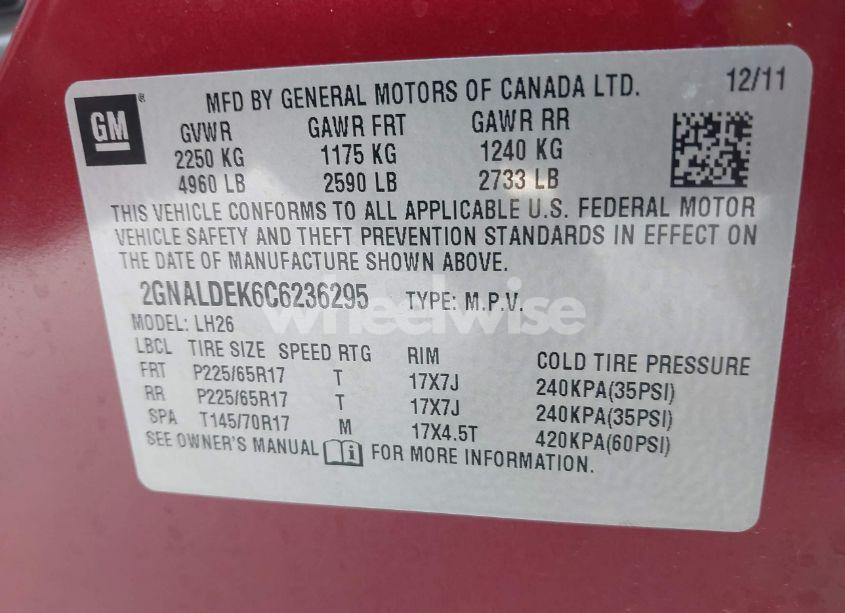 MFD BY GENERAL MOTORS OF CANADA LTD. 12/11
GM®
GVWR GAWR FRT GAWR RR
2250 KG 1175 KG 1240 KG
4960 LB 2590 LB 2733 LB
THIS VEHICLE CONFORMS TO ALL APPLICABLE U.S. FEDERAL MOTOR
VEHICLE SAFETY AND THEFT PREVENTION STANDARDS IN EFFECT ON
THE DATE OF MANUFACTURE SHOWN ABOVE.
2GNALDEK6C6236295 TYPE: M.P.V.
wheelwise
MODEL: LH26
LBCL TIRE SIZE SPEED RTG RIM COLD TIRE PRESSURE
FRT P225/65R17 T 17X7J 240KPA(35PSI)
RR P225/65R17 T 17X7J 240KPA(35PSI)
SPA T145/70R17 M 17X4.5T 420KPA(60PSI)
SEE OWNER'S MANUAL i FOR MORE INFORMATION.